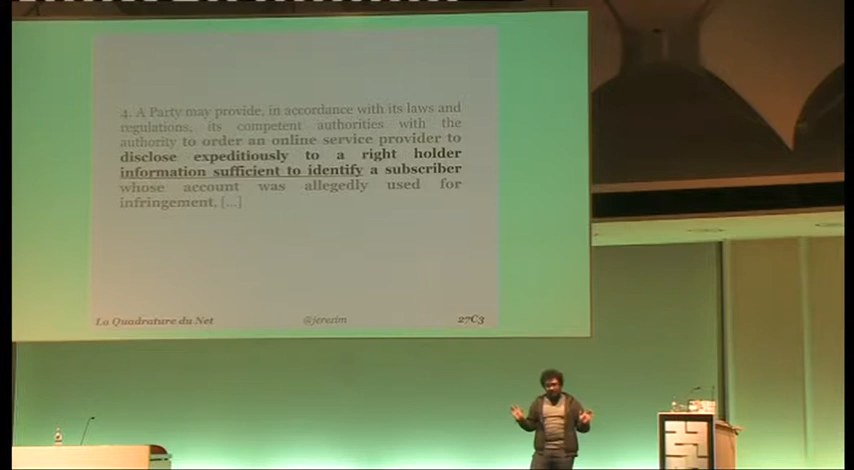 4. A Party may provide, in accordance with its laws and
regulations, its competent authorities with the
authority to order an online service provider to
disclose expeditiously to a right holder
information sufficient to identify a subscriber
whose account was allegedly used for
infringement. [...]
La Quadrature du Net
@jerezim
27C3